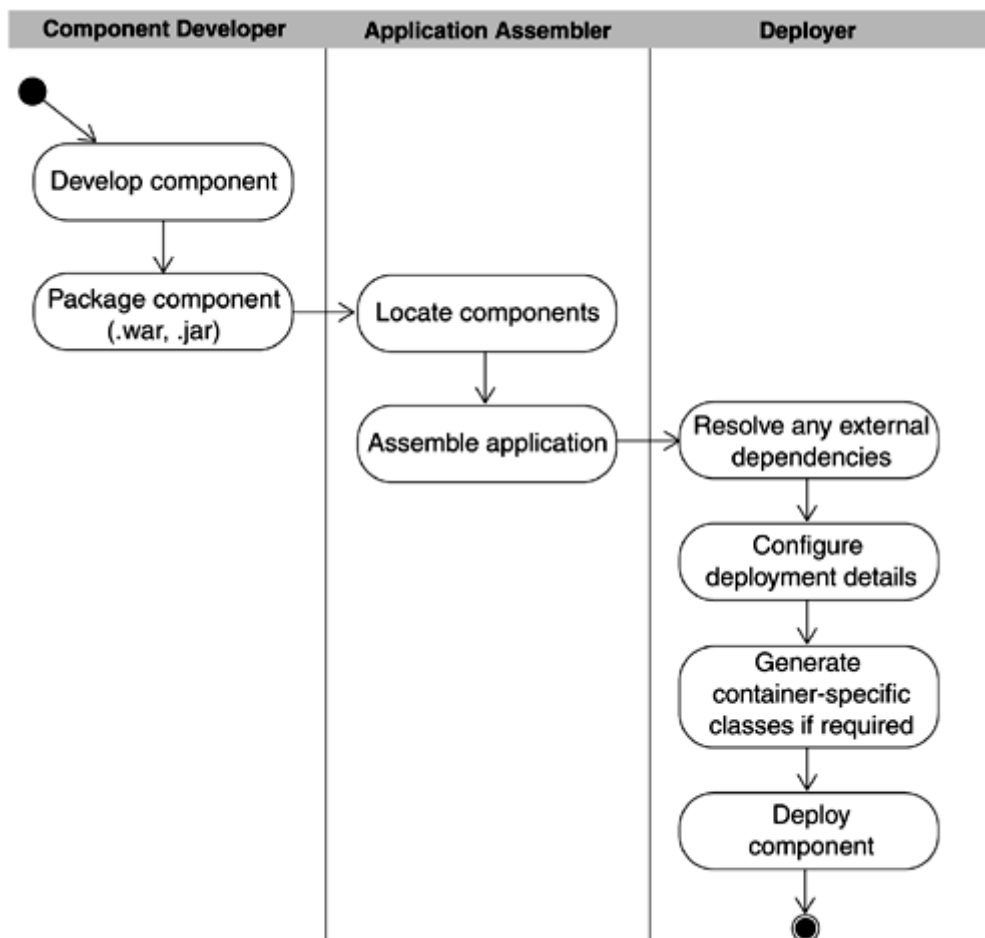 Component Developer
Application Assembler
Deployer
Develop component
Package component
(.war, .jar)
Locate components
Assemble application
Resolve any external
dependencies
Configure
deployment details
Generate
container-specific
classes if required
Deploy
component